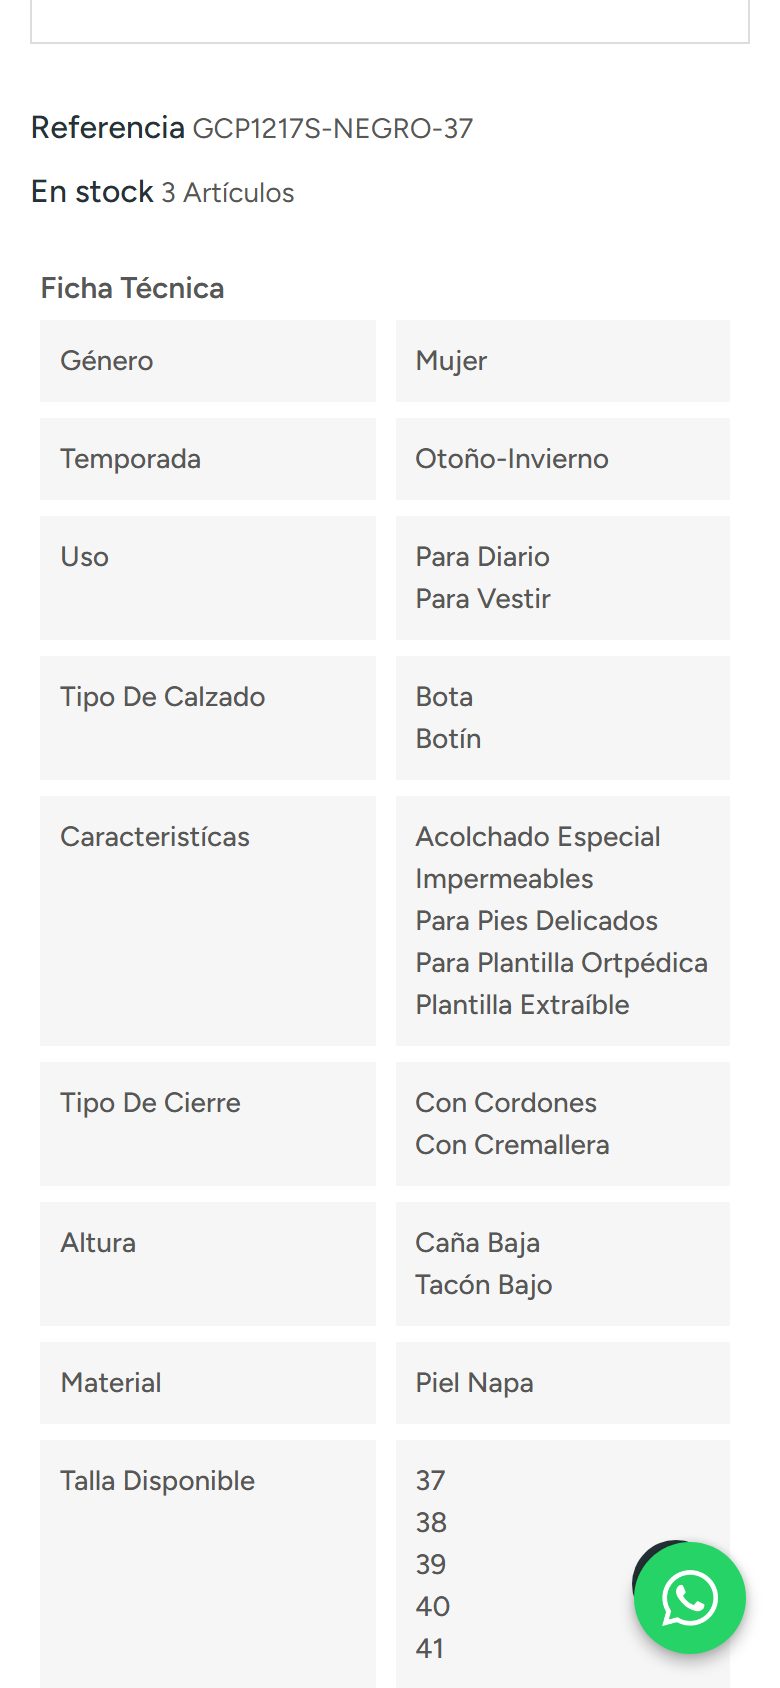 Referencia GCP1217S-NEGRO-37
En stock 3 Artículos
Ficha Técnica
Género Mujer
Temporada Otoño-Invierno
Uso Para Diario
Para Vestir
Tipo De Calzado Bota
Botín
Caracteristícas Acolchado Especial
Impermeables
Para Pies Delicados
Para Plantilla Ortpédica
Plantilla Extraíble
Tipo De Cierre Con Cordones
Con Cremallera
Altura Caña Baja
Tacón Bajo
Material Piel Napa
Talla Disponible 37
38
39
40
41